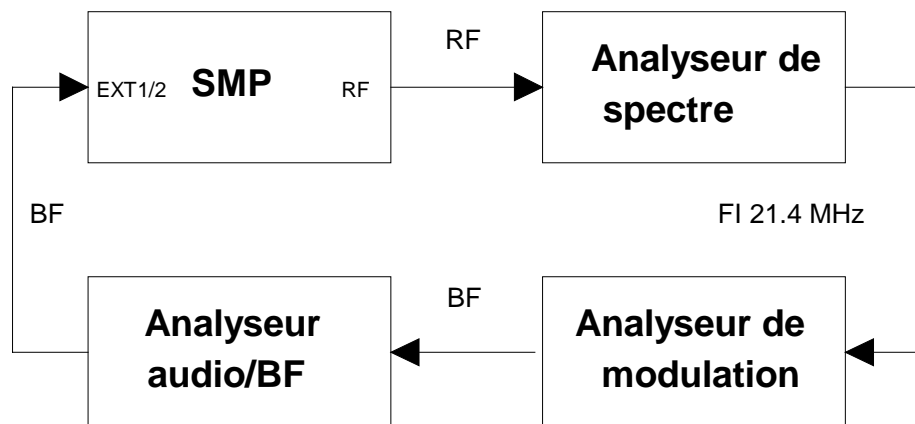 RF
EXT1/2 SMP RF
Analyseur de
spectre
BF
FI 21.4 MHz
BF
Analyseur
audio/BF
Analyseur de
modulation